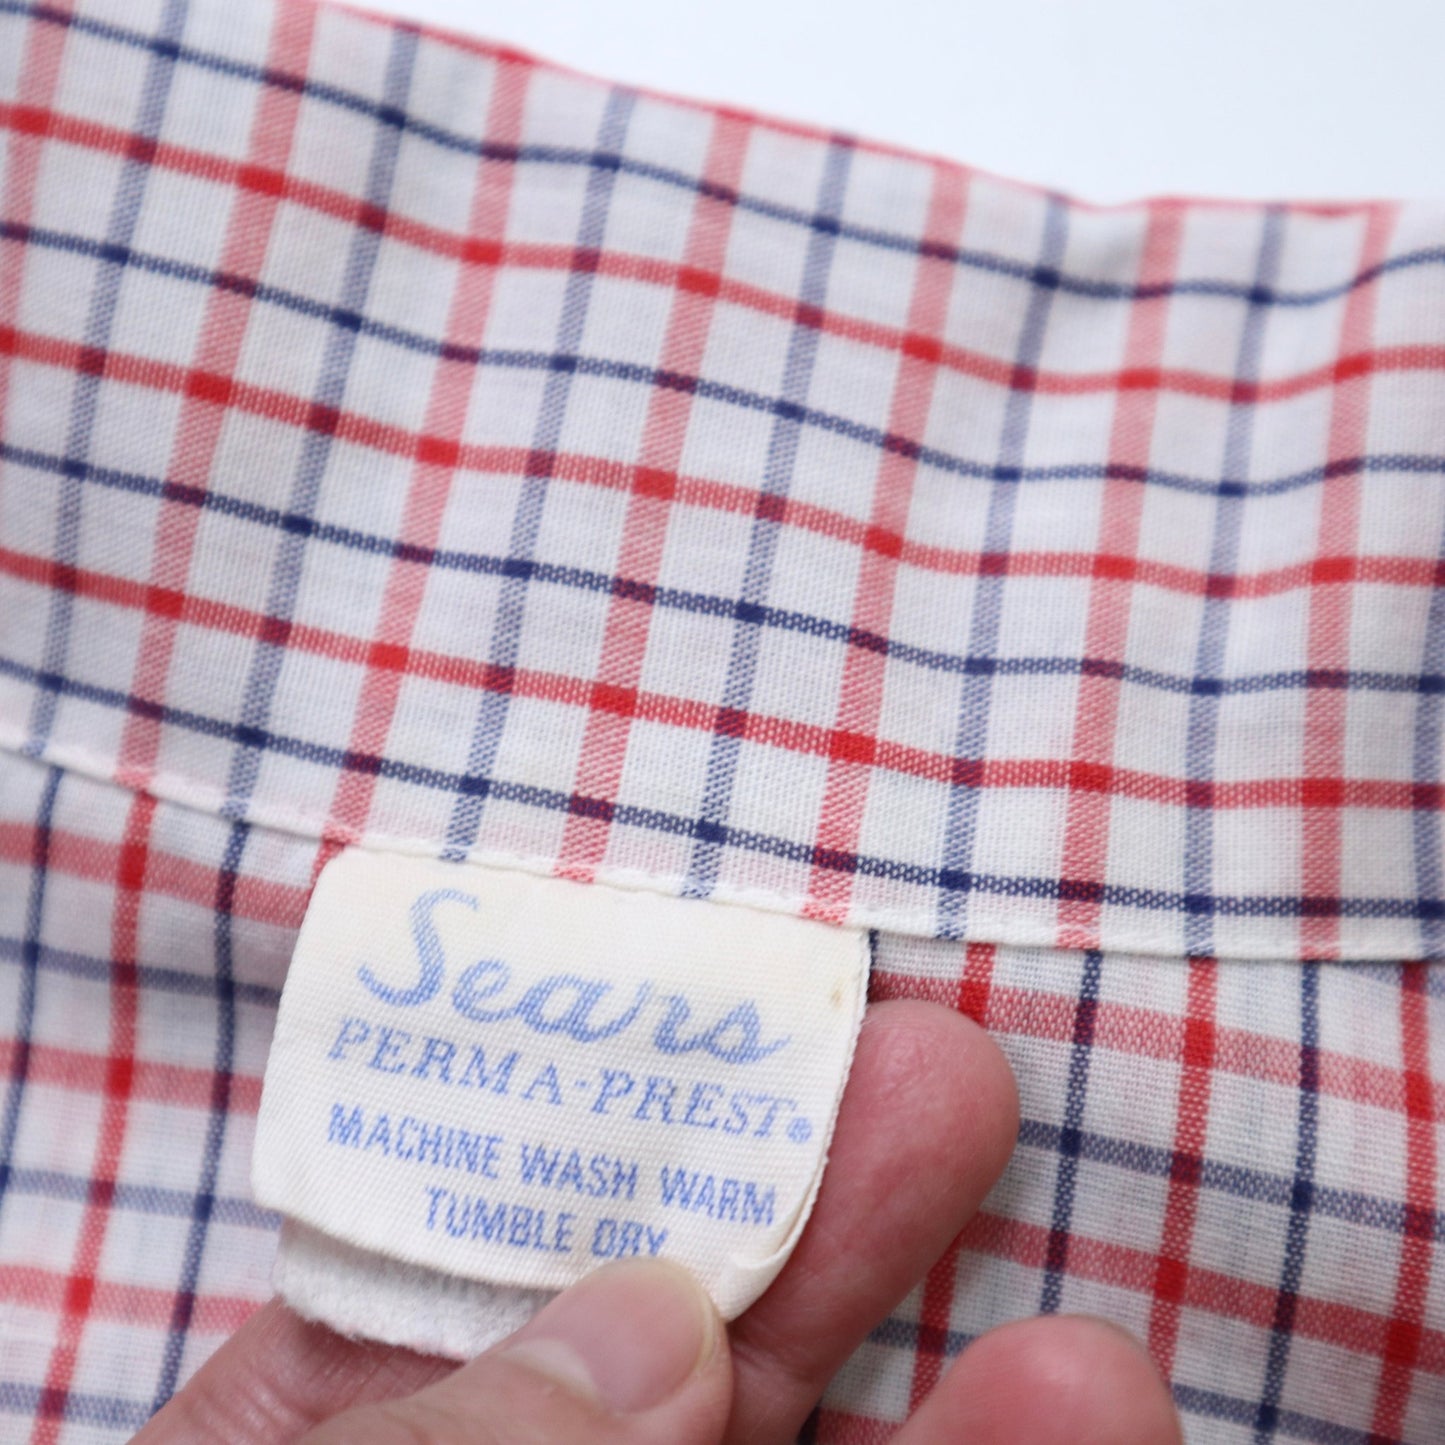 Sears
PERMA-PREST®
MACHINE WASH WARM
TUMBLE DRY